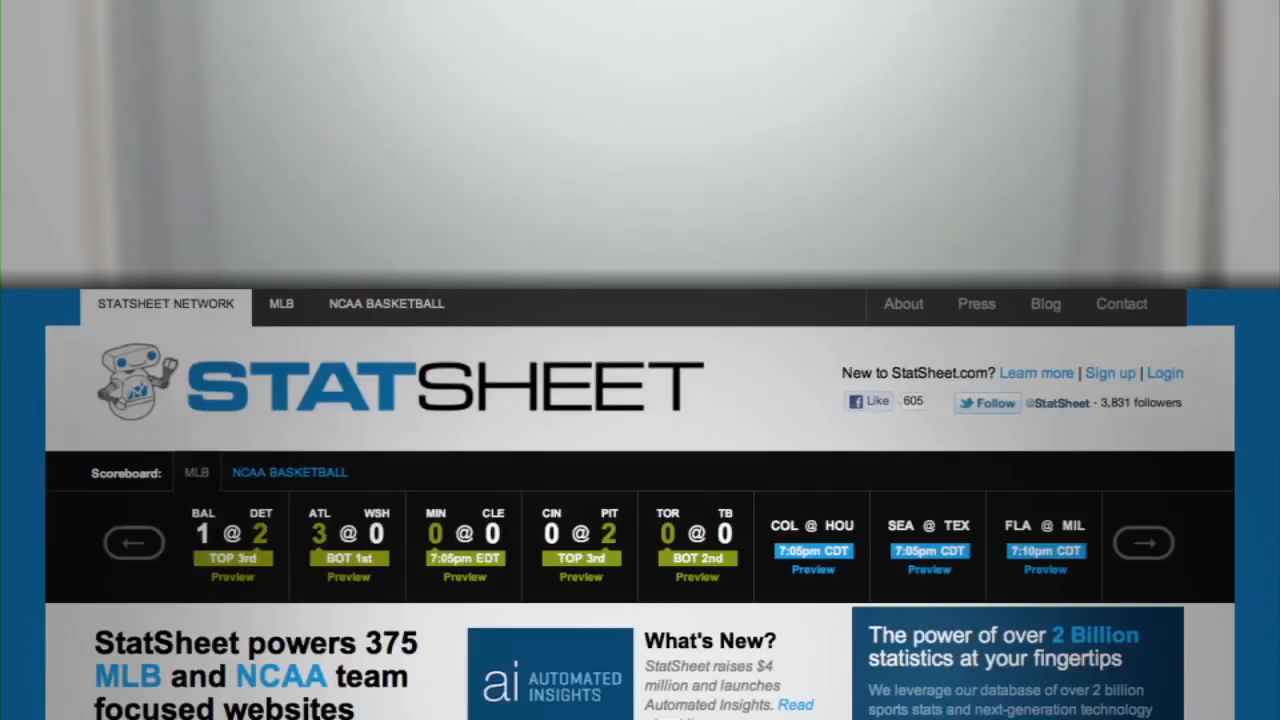 STATSHEET NETWORK MLB NCAA BASKETBALL About Press Blog Contact
STATSHEET
New to StatSheet.com? Learn more | Sign up | Login
Like 605 Follow @StatSheet · 3,831 followers
Scoreboard: MLB NCAA BASKETBALL
BAL DET ATL WSH MIN CLE CIN PIT TOR TB
1 @ 2 3 @ 0 0 @ 0 0 @ 2 0 @ 0 COL @ HOU SEA @ TEX FLA @ MIL
TOP 3rd BOT 1st 7:05pm EDT TOP 3rd BOT 2nd 7:05pm CDT 7:05pm CDT 7:10pm CDT
Preview Preview Preview Preview Preview Preview Preview Preview
StatSheet powers 375
MLB and NCAA team
focused websites
ai AUTOMATED
INSIGHTS
What's New?
StatSheet raises $4
million and launches
Automated Insights. Read
The power of over 2 Billion
statistics at your fingertips
We leverage our database of over 2 billion
sports stats and next-generation technology